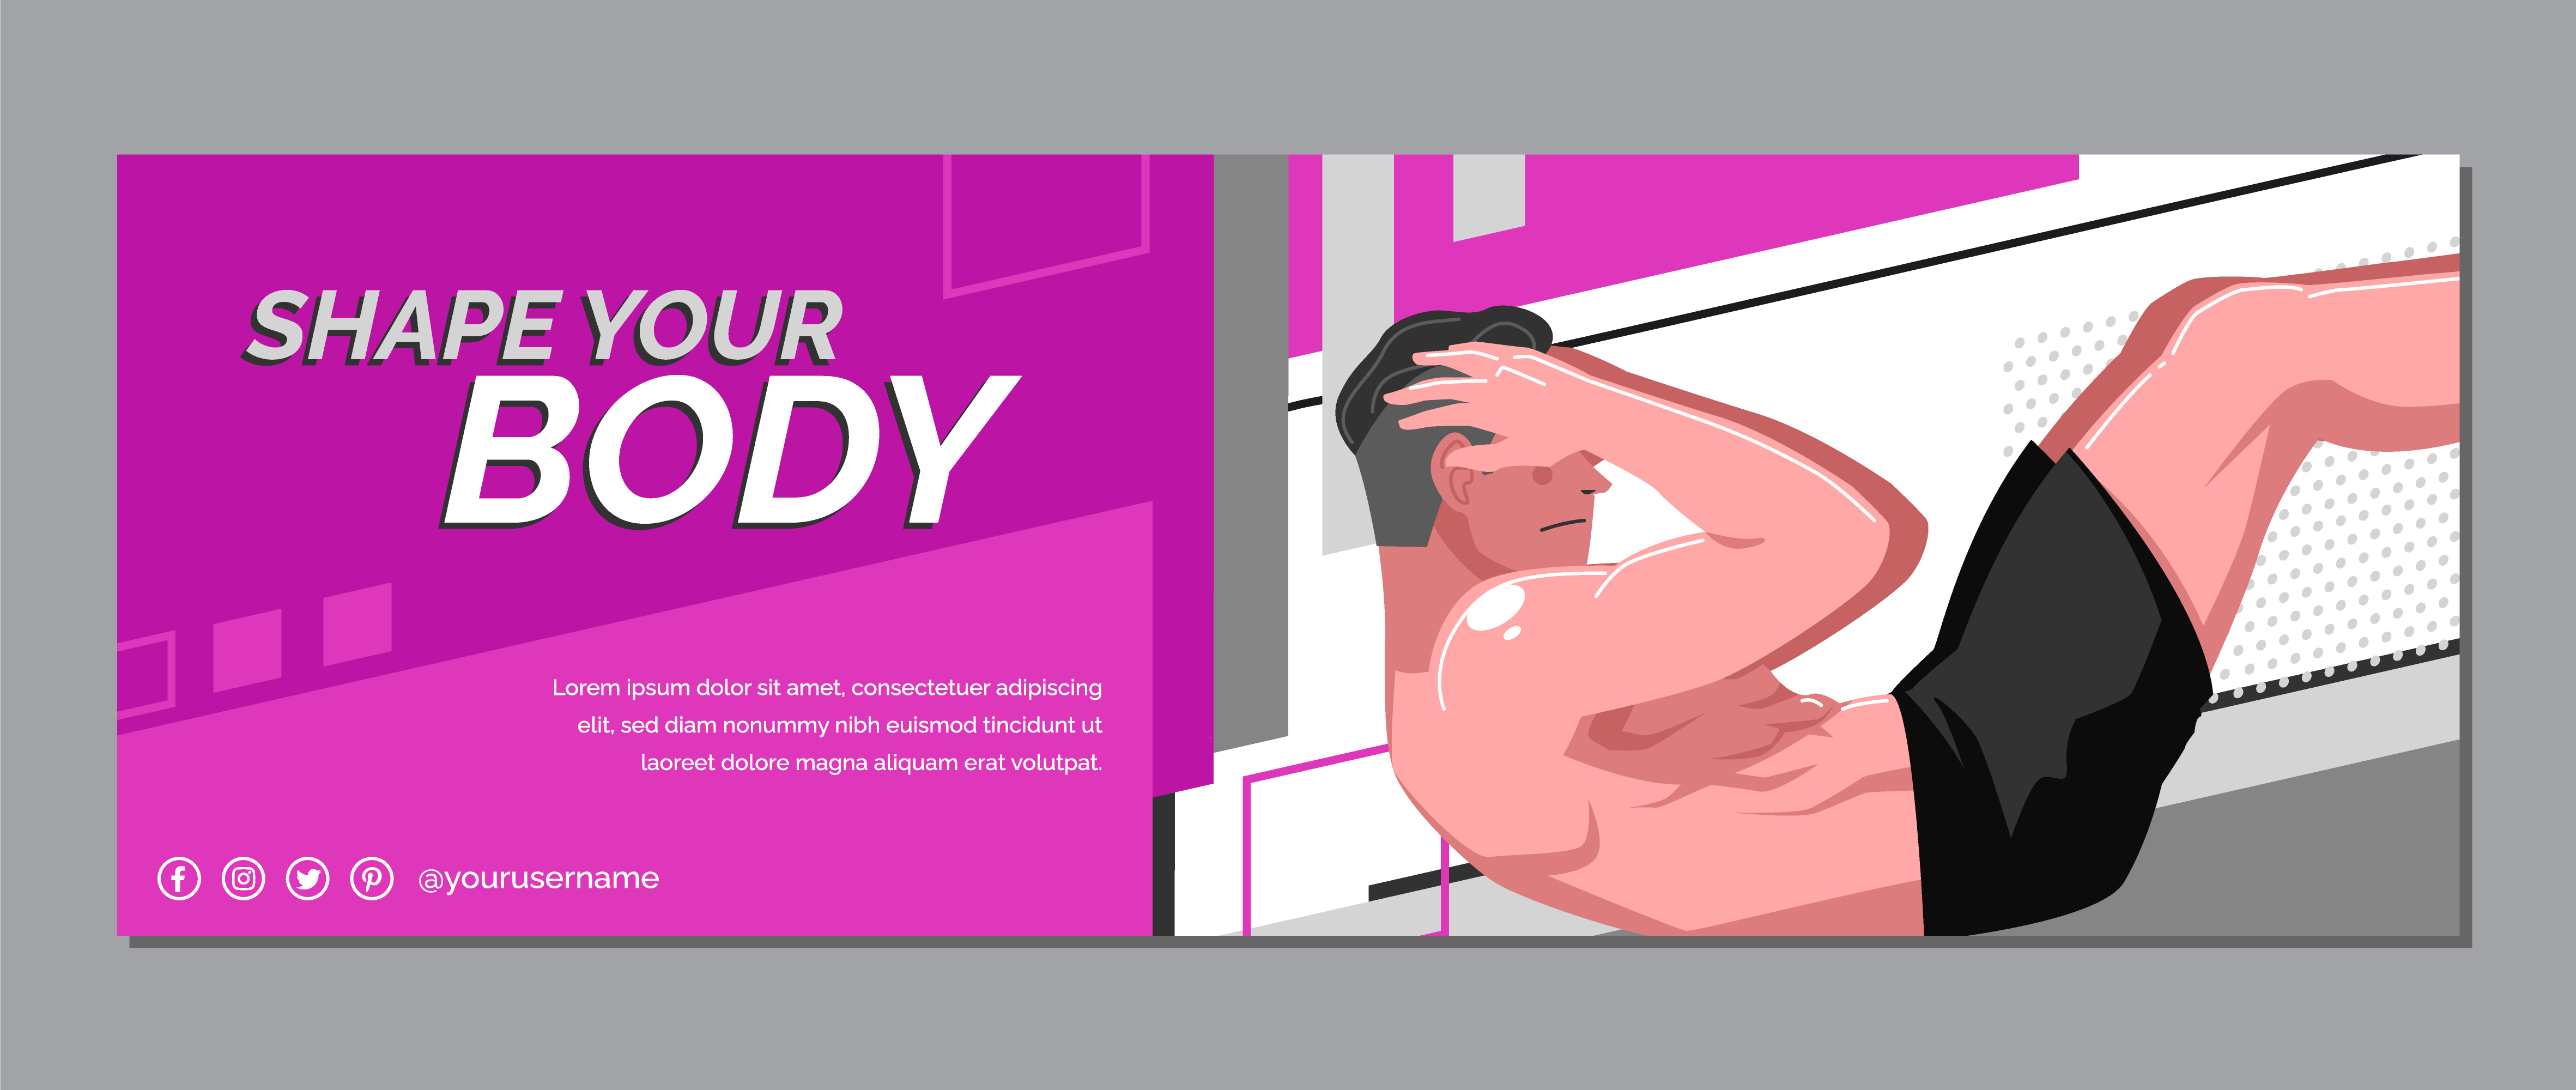 SHAPE YOUR
BODY
Lorem ipsum dolor sit amet, consectetuer adipiscing
elit, sed diam nonummy nibh euismod tincidunt ut
laoreet dolore magna aliquam erat volutpat.
@yourusername